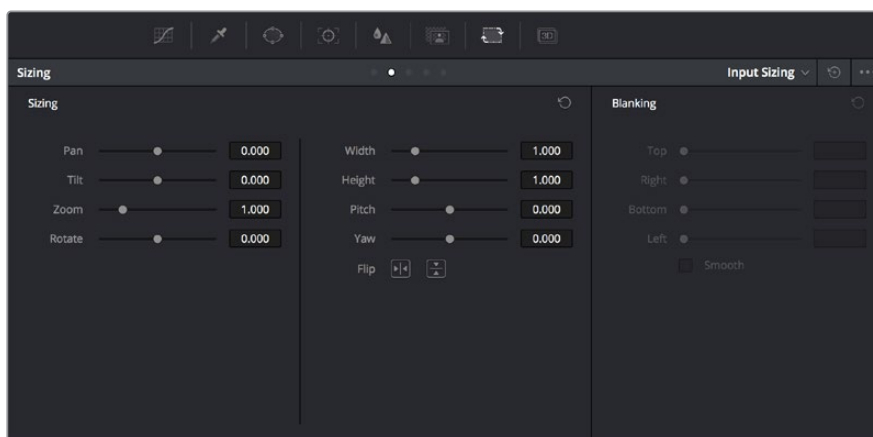 3D
Sizing
Input Sizing
Sizing
Blanking
Pan 0.000
Width 1.000
Top
Tilt 0.000
Height 1.000
Right
Zoom 1.000
Pitch 0.000
Bottom
Rotate 0.000
Yaw 0.000
Left
Flip
Smooth